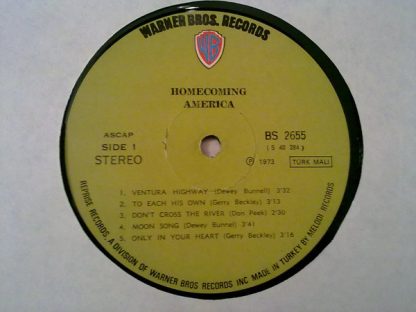 WARNER BROS. RECORDS
HOMECOMING
AMERICA
ASCAP
SIDE 1
STEREO
BS 2655
(S 40 284)
Ⓟ 1973
TÜRK MALI
1. VENTURA HIGHWAY (Dewey Bunnell) 3'32
2. TO EACH HIS OWN (Gerry Beckley) 3'13
3. DON'T CROSS THE RIVER (Don Peek) 2'30
4. MOON SONG (Dewey Bunnel) 3'41
5. ONLY IN YOUR HEART (Gerry Beckley) 3'16
REPRISE RECORDS, A DIVISION OF WARNER BROS. RECORDS INC MADE IN TURKEY BY MELODI RECORDS